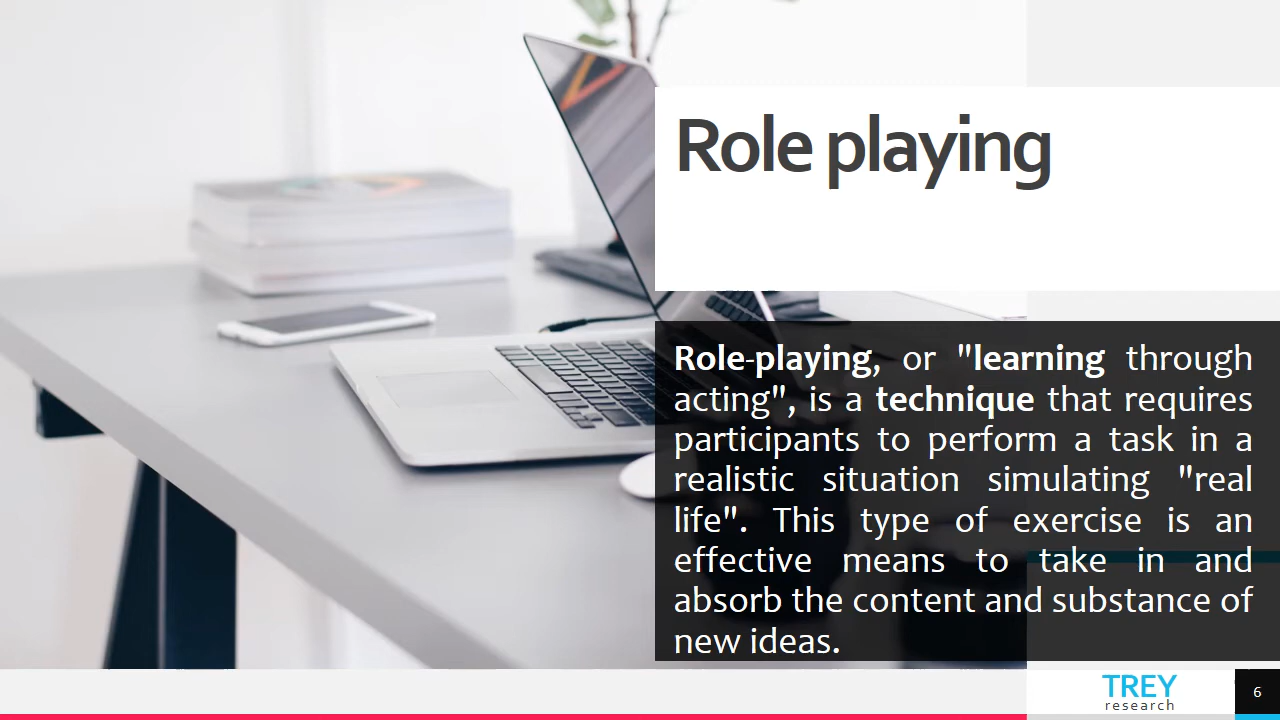 Role playing
Role-playing, or "learning through
acting", is a technique that requires
participants to perform a task in a
realistic situation simulating "real
life". This type of exercise is an
effective means to take in and
absorb the content and substance of
new ideas.
TREY
research
6